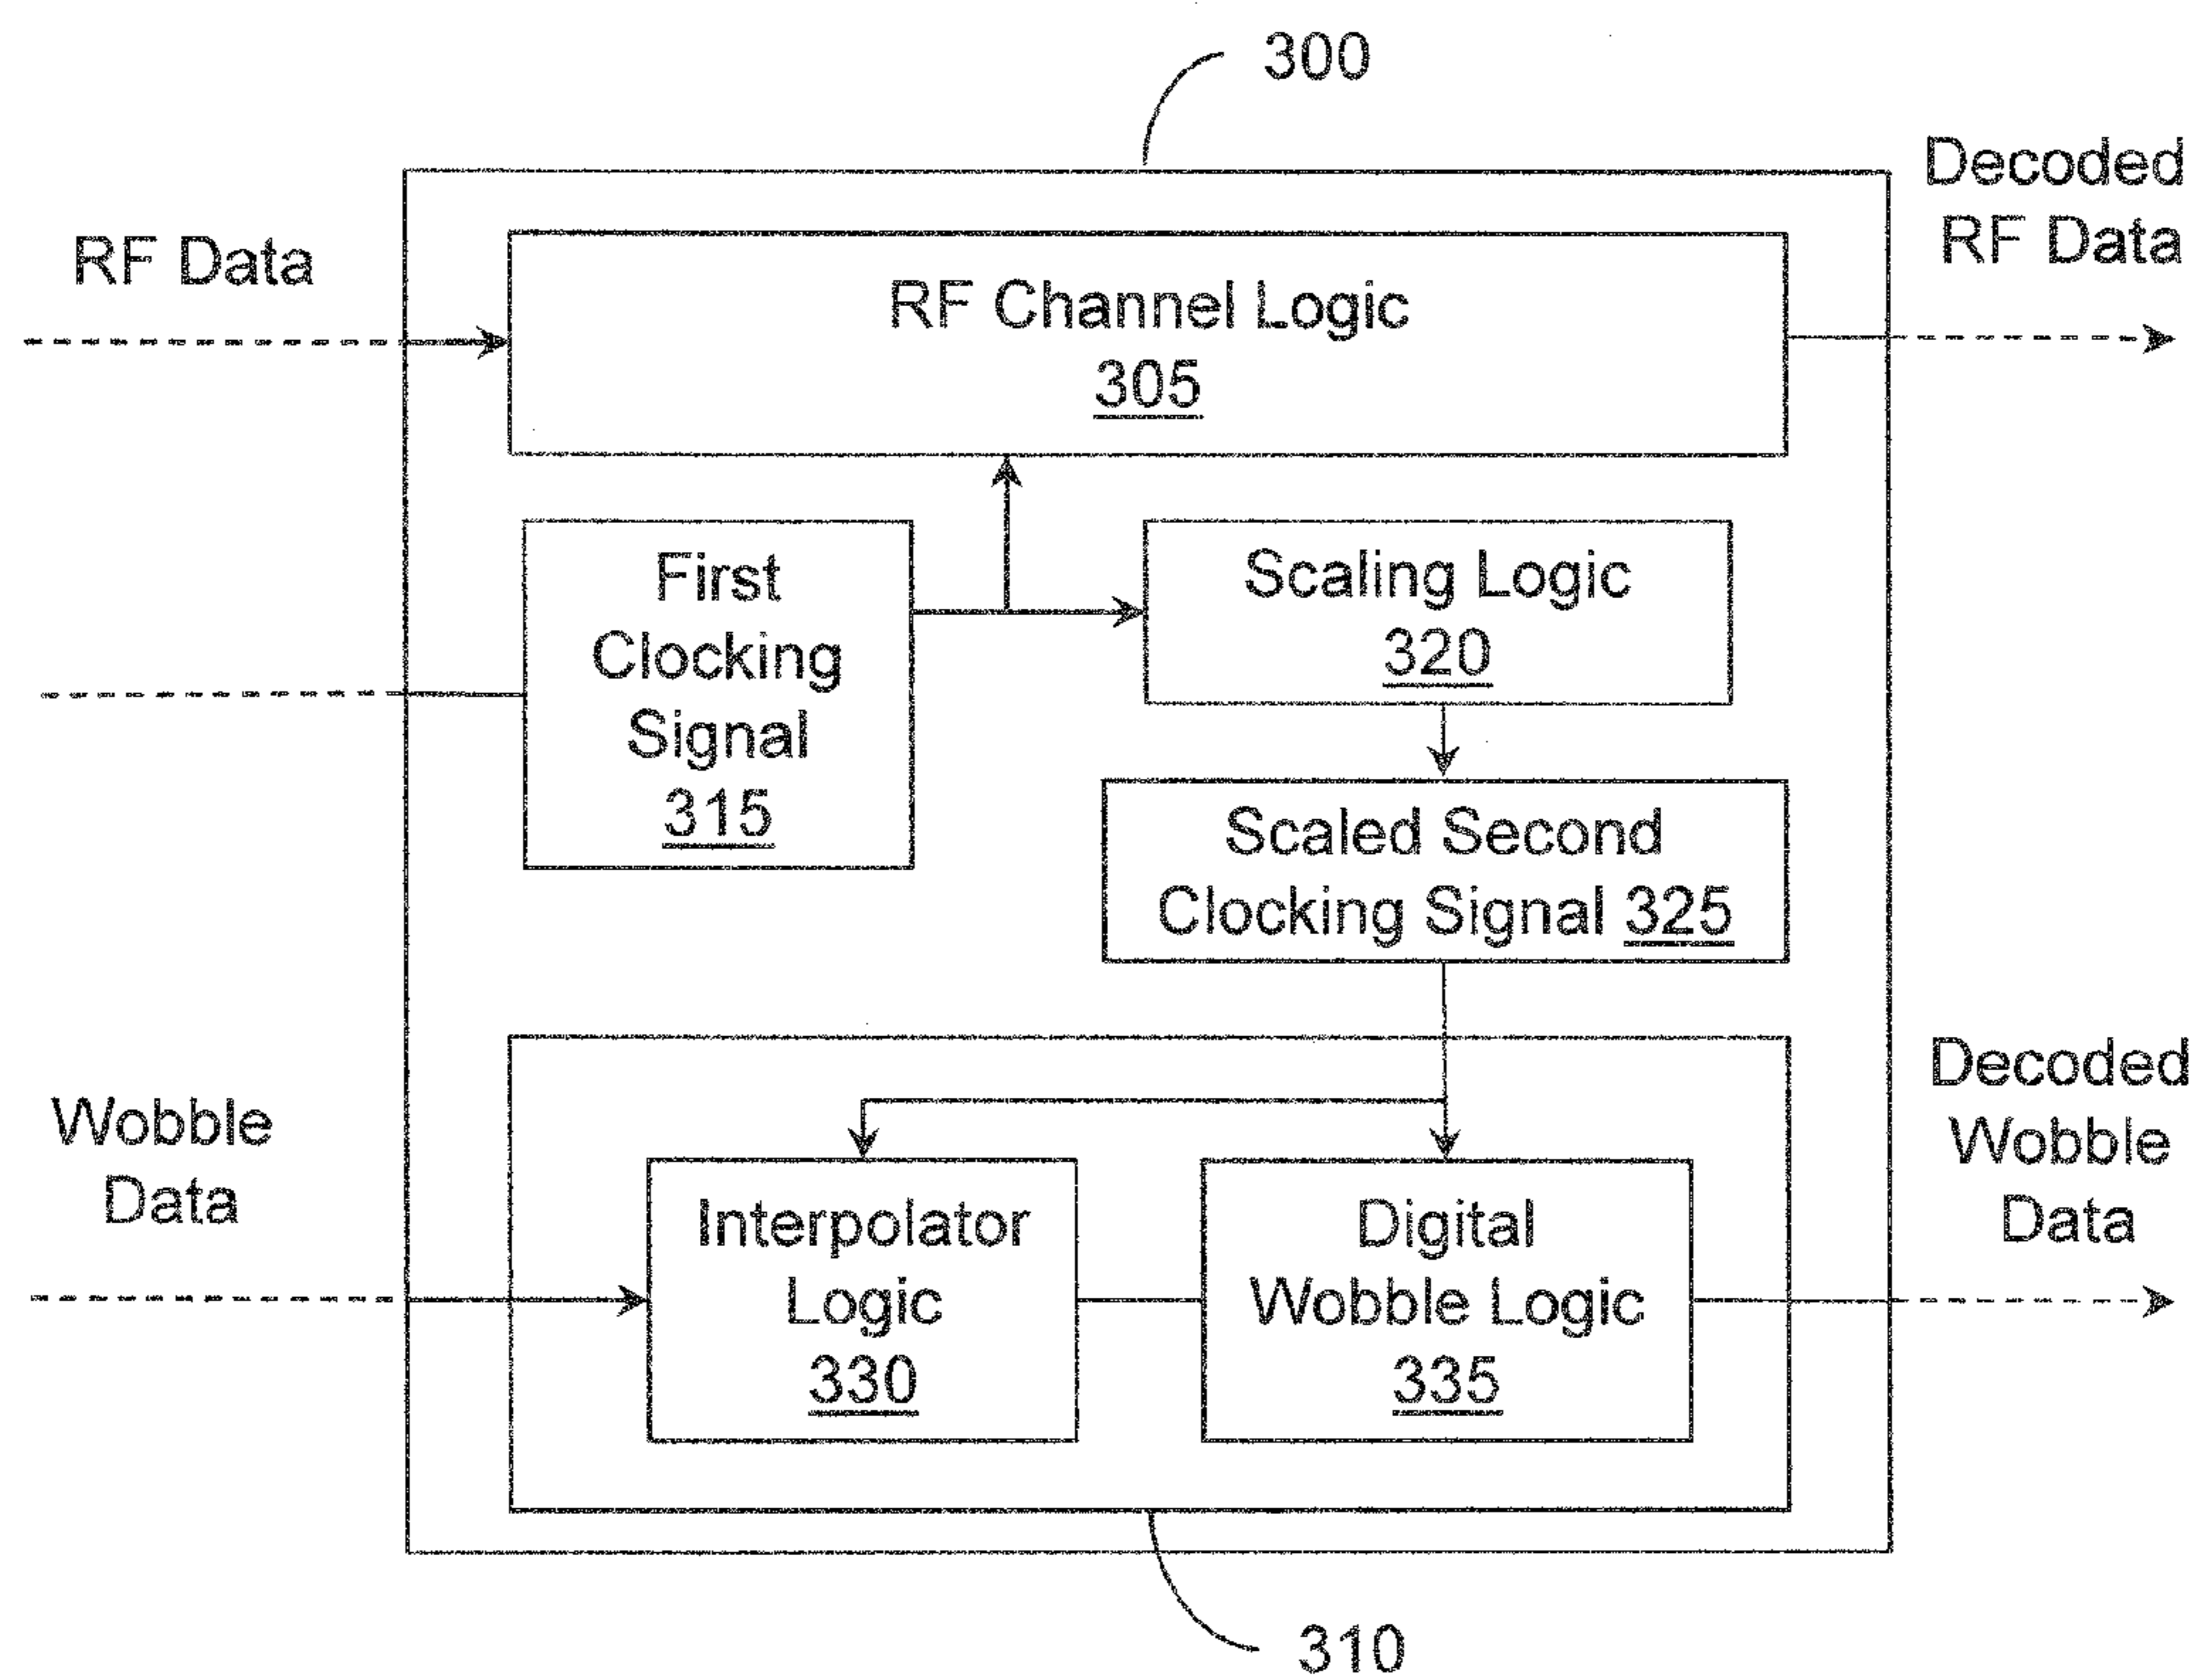 300
Decoded
RF Data
RF Data
RF Channel Logic
305
First
Clocking
Signal
315
Scaling Logic
320
Scaled Second
Clocking Signal 325
Wobble
Data
Interpolator
Logic
330
Digital
Wobble Logic
335
Decoded
Wobble
Data
310